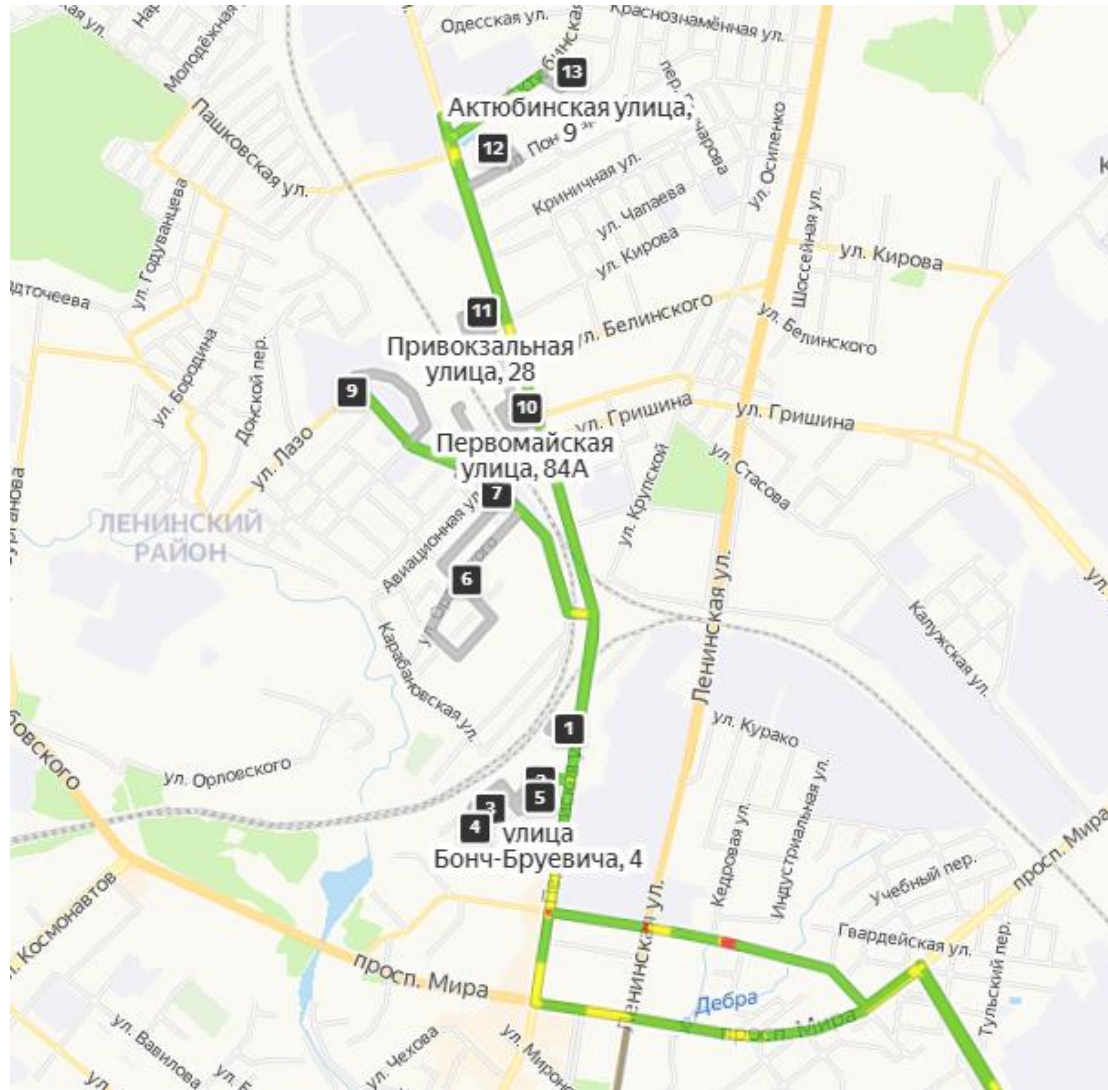 Одесская ул.
Краснознамённая ул.
Молодёжная ул.
13
Актюбинская улица,
9
12
Пашковская ул.
Криничная ул.
ул. Чапаева
ул. Осипенко
ул. Кирова
Шоссейная ул.
ул. Кирова
ул. Годуванцева
11
ул. Белинского
ул. Белинского
Привокзальная
улица, 28
ул. Бородина
Донской пер.
9
10
ул. Гришина
ул. Гришина
ул. Лазо
Первомайская
улица, 84А
ул. Стасова
ул. Крупской
7
ЛЕНИНСКИЙ
РАЙОН
Авиационная ул.
6
Ленинская ул.
Калужская ул.
Карабановская ул.
1
ул. Курако
ул. Орловского
2
5
3
4
улица
Бонч-Бруевича, 4
Кедровая ул.
Индустриальная ул.
просп. Мира
Учебный пер.
Гвардейская ул.
Тульский пер.
просп. Мира
Ленинская ул.
Дебра
просп. Мира
ул. Вавилова
ул. Чехова